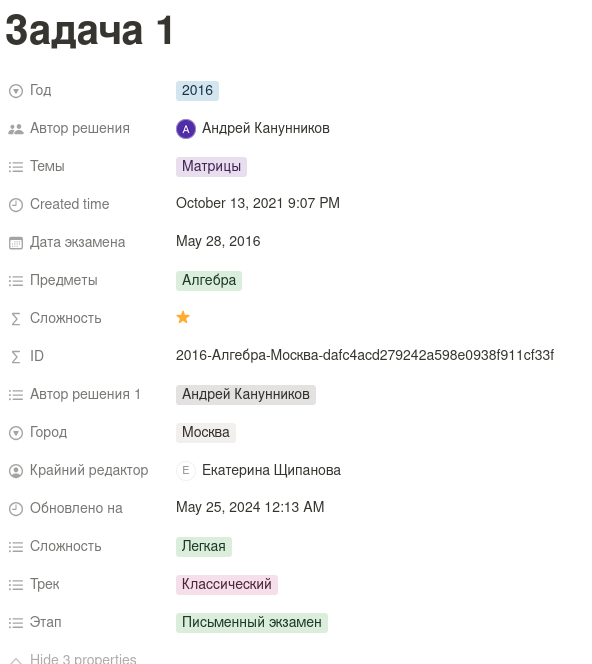 Задача 1
Год 2016
Автор решения A Андрей Канунников
Темы Матрицы
Created time October 13, 2021 9:07 PM
Дата экзамена May 28, 2016
Предметы Алгебра
Сложность
ID 2016-Алгебра-Москва-dafc4acd279242a598e0938f911cf33f
Автор решения 1 Андрей Канунников
Город Москва
Крайний редактор E Екатерина Щипанова
Обновлено на May 25, 2024 12:13 AM
Сложность Легкая
Трек Классический
Этап Письменный экзамен
Hide 3 properties